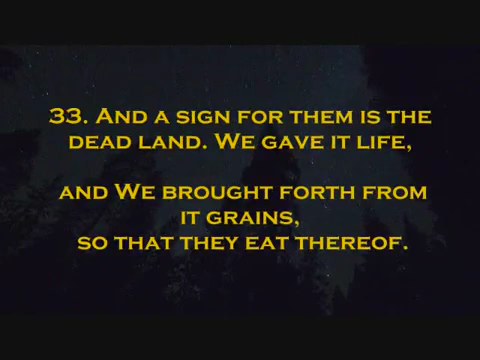 33. And a sign for them is the
dead land. We gave it life,
and We brought forth from
it grains,
so that they eat thereof.